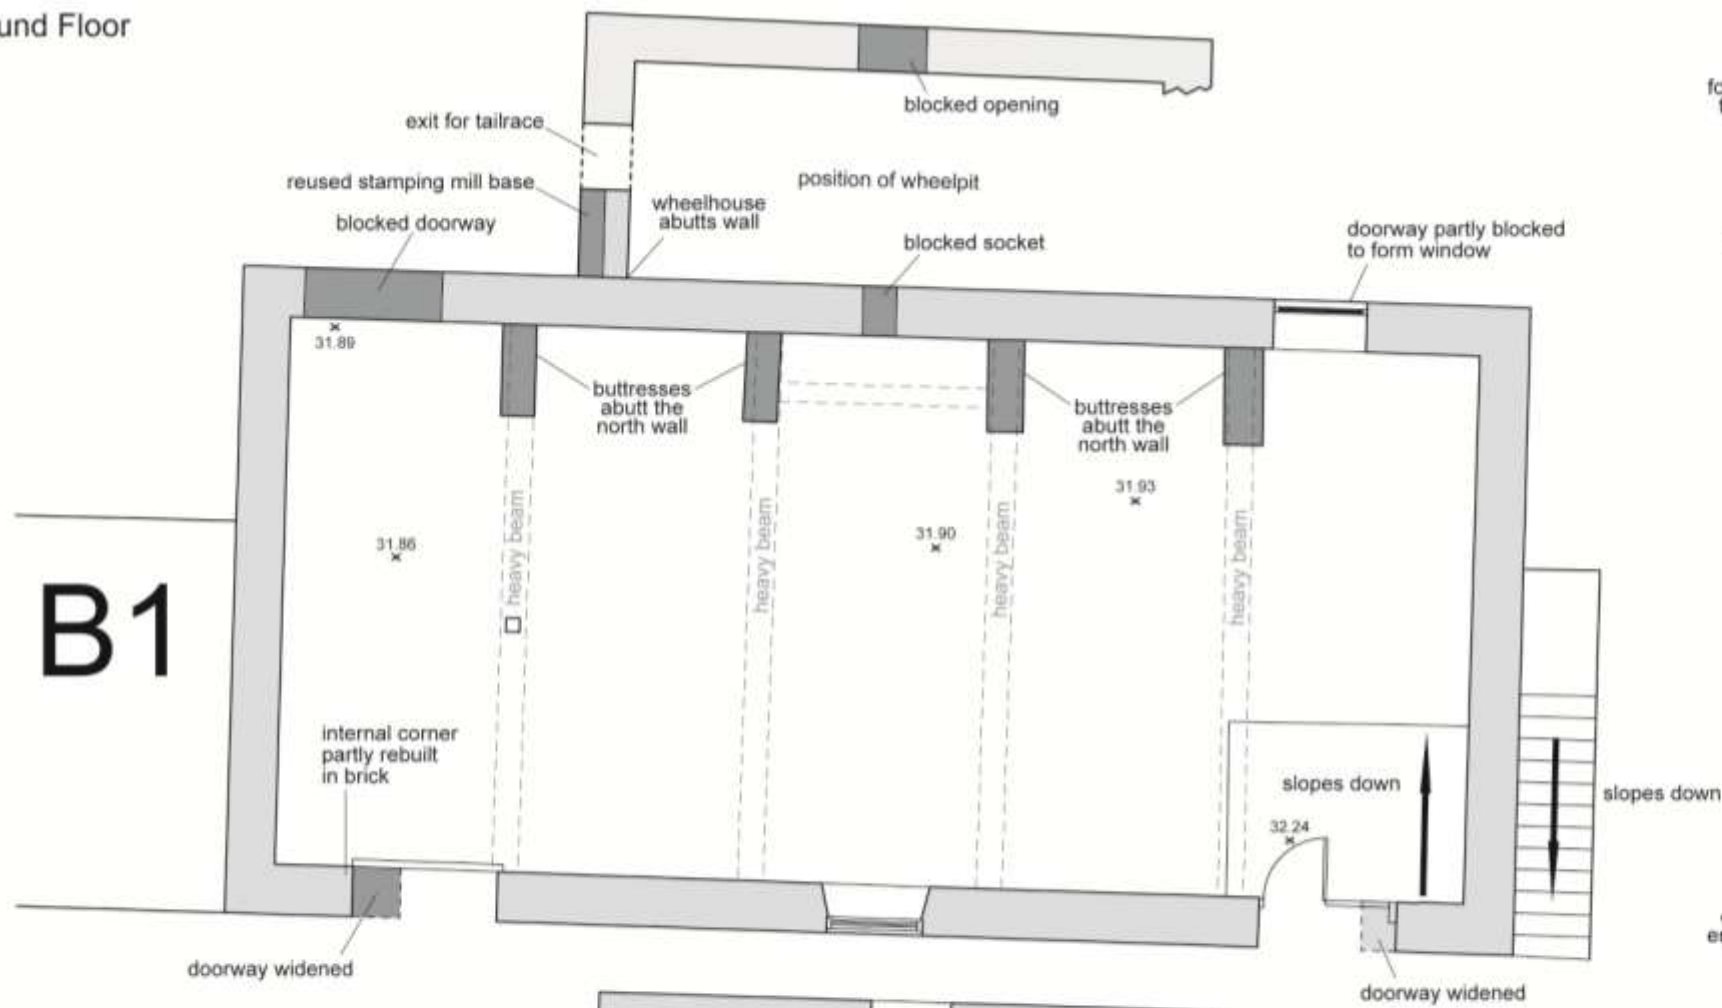 und Floor
blocked opening
exit for tailrace
reused stamping mill base
position of wheelpit
wheelhouse
abutts wall
blocked doorway
blocked socket
doorway partly blocked
to form window
31.89
buttresses
abutt the
north wall
buttresses
abutt the
north wall
31.93
31.86
31.90
heavy beam
heavy beam
heavy beam
heavy beam
B1
internal corner
partly rebuilt
in brick
slopes down
slopes down
32.24
doorway widened
doorway widened